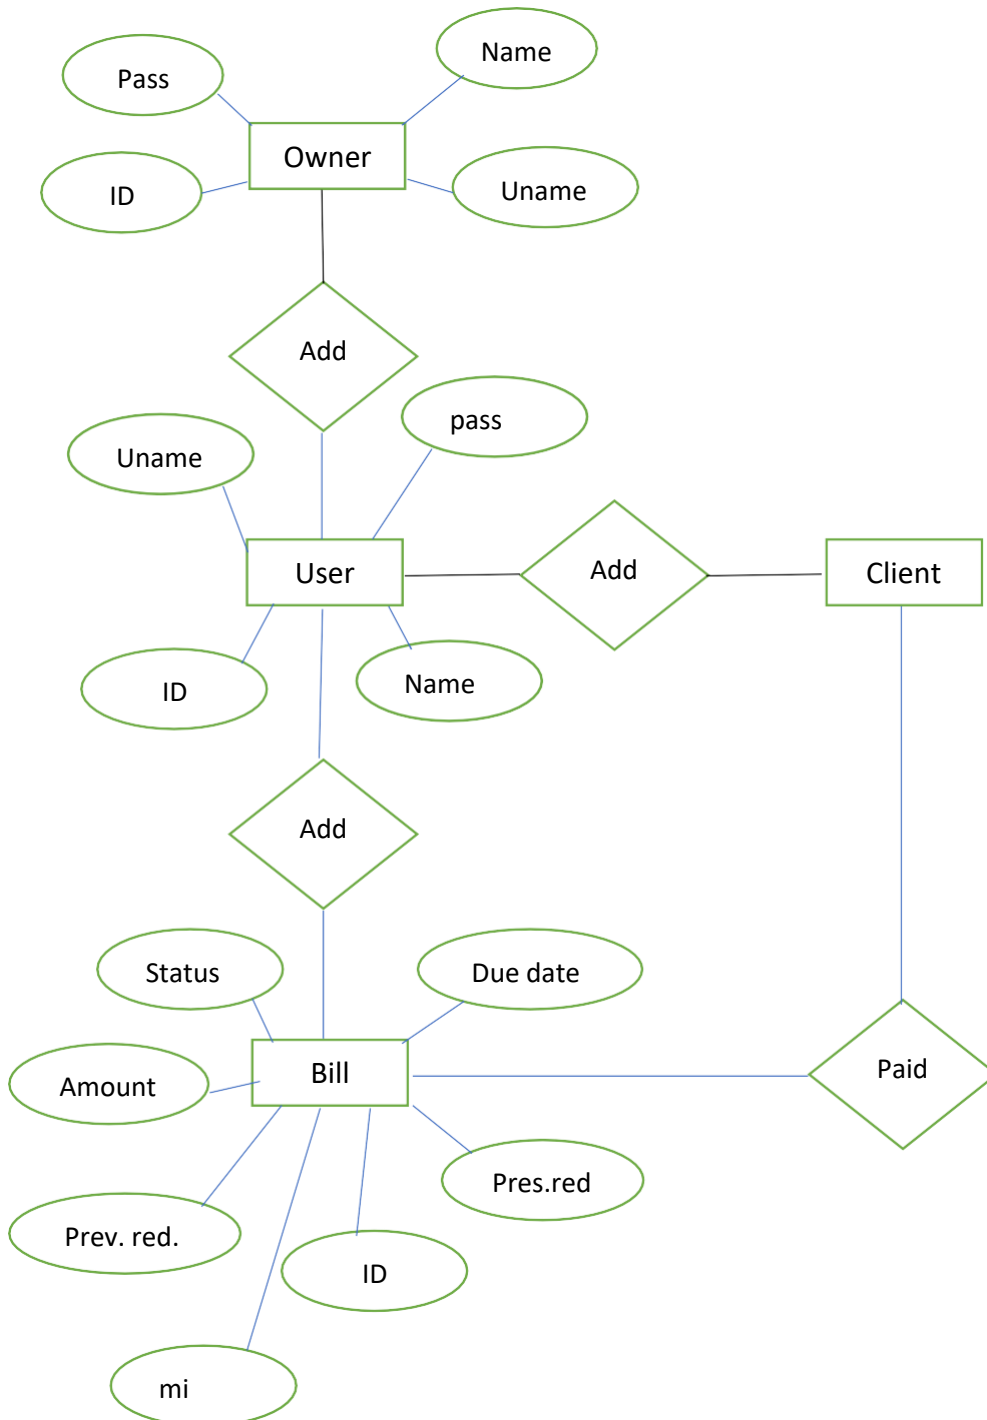 Name
Pass
Owner
ID
Uname
Add
pass
Uname
User
Add
Client
ID
Name
Add
Status
Due date
Amount
Bill
Paid
Pres.red
Prev. red.
ID
mi